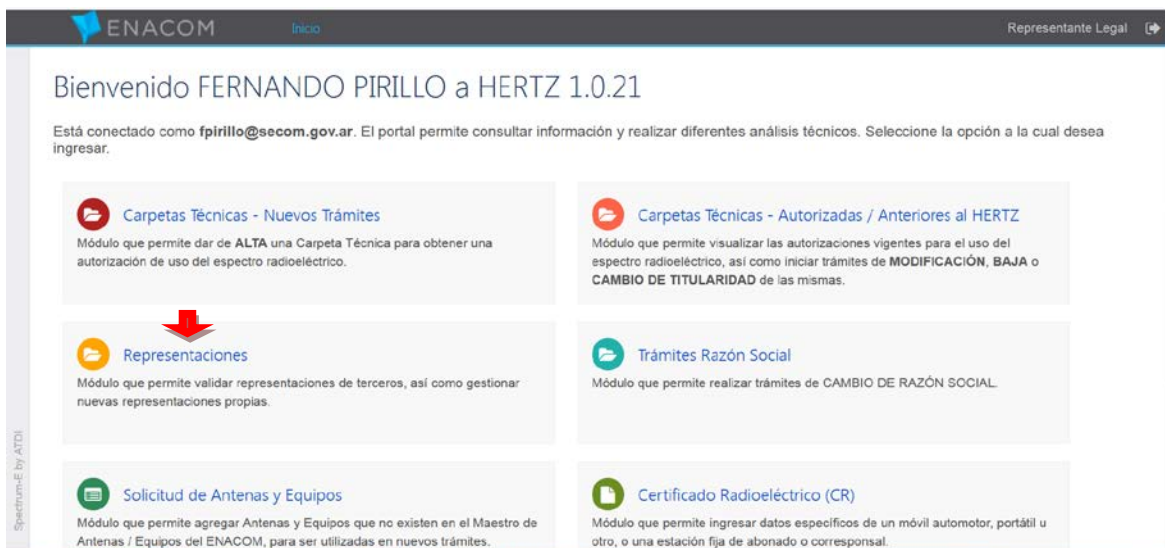 ENACOM
Inicio
Representante Legal
Bienvenido FERNANDO PIRILLO a HERTZ 1.0.21
Está conectado como fpirillo@secom.gov.ar. El portal permite consultar información y realizar diferentes análisis técnicos. Seleccione la opción a la cual desea
ingresar.
Carpetas Técnicas - Nuevos Trámites
Módulo que permite dar de ALTA una Carpeta Técnica para obtener una
autorización de uso del espectro radioeléctrico.
Carpetas Técnicas - Autorizadas / Anteriores al HERTZ
Módulo que permite visualizar las autorizaciones vigentes para el uso del
espectro radioeléctrico, así como iniciar trámites de MODIFICACIÓN, BAJA o
CAMBIO DE TITULARIDAD de las mismas.
Representaciones
Módulo que permite validar representaciones de terceros, así como gestionar
nuevas representaciones propias.
Trámites Razón Social
Módulo que permite realizar trámites de CAMBIO DE RAZÓN SOCIAL.
Solicitud de Antenas y Equipos
Módulo que permite agregar Antenas y Equipos que no existen en el Maestro de
Antenas / Equipos del ENACOM, para ser utilizadas en nuevos trámites.
Certificado Radioeléctrico (CR)
Módulo que permite ingresar datos específicos de un móvil automotor, portátil u
otro, o una estación fija de abonado o corresponsal.
Spectrum-E by ATDI